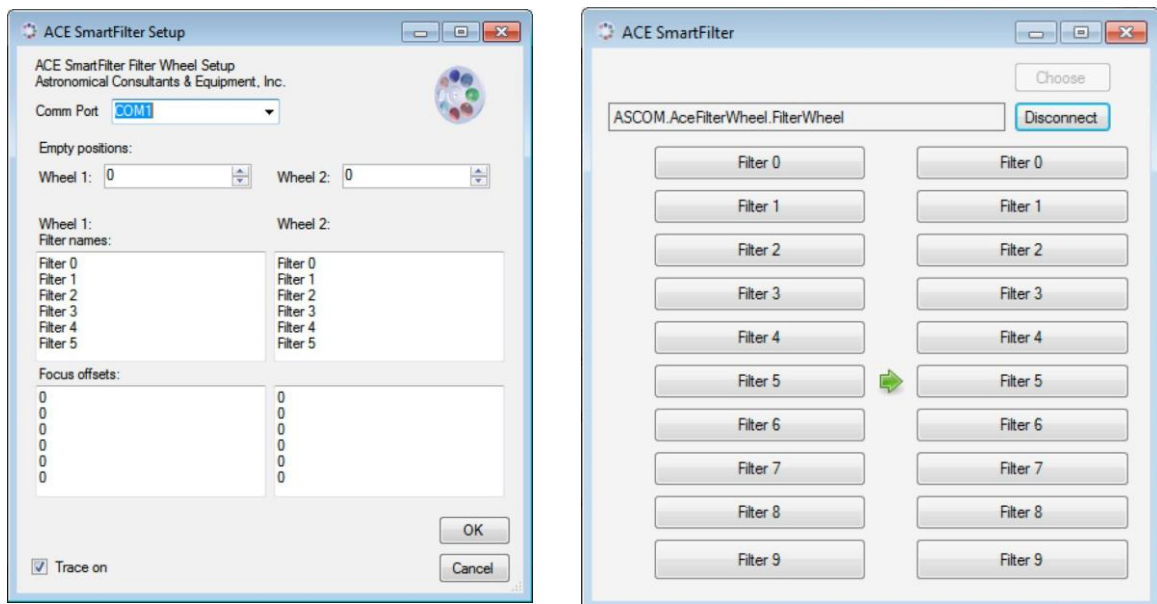 ACE SmartFilter Setup
ACE SmartFilter Filter Wheel Setup
Astronomical Consultants & Equipment, Inc.
Comm Port COM1
Empty positions:
Wheel 1: 0 Wheel 2: 0
Wheel 1: Wheel 2:
Filter names:
Filter 0 Filter 0
Filter 1 Filter 1
Filter 2 Filter 2
Filter 3 Filter 3
Filter 4 Filter 4
Filter 5 Filter 5
Focus offsets:
0 0
0 0
0 0
0 0
0 0
0 0
OK
Trace on Cancel
ACE SmartFilter
Choose
ASCOM.AceFilterWheel.FilterWheel Disconnect
Filter 0 Filter 0
Filter 1 Filter 1
Filter 2 Filter 2
Filter 3 Filter 3
Filter 4 Filter 4
Filter 5 Filter 5
Filter 6 Filter 6
Filter 7 Filter 7
Filter 8 Filter 8
Filter 9 Filter 9